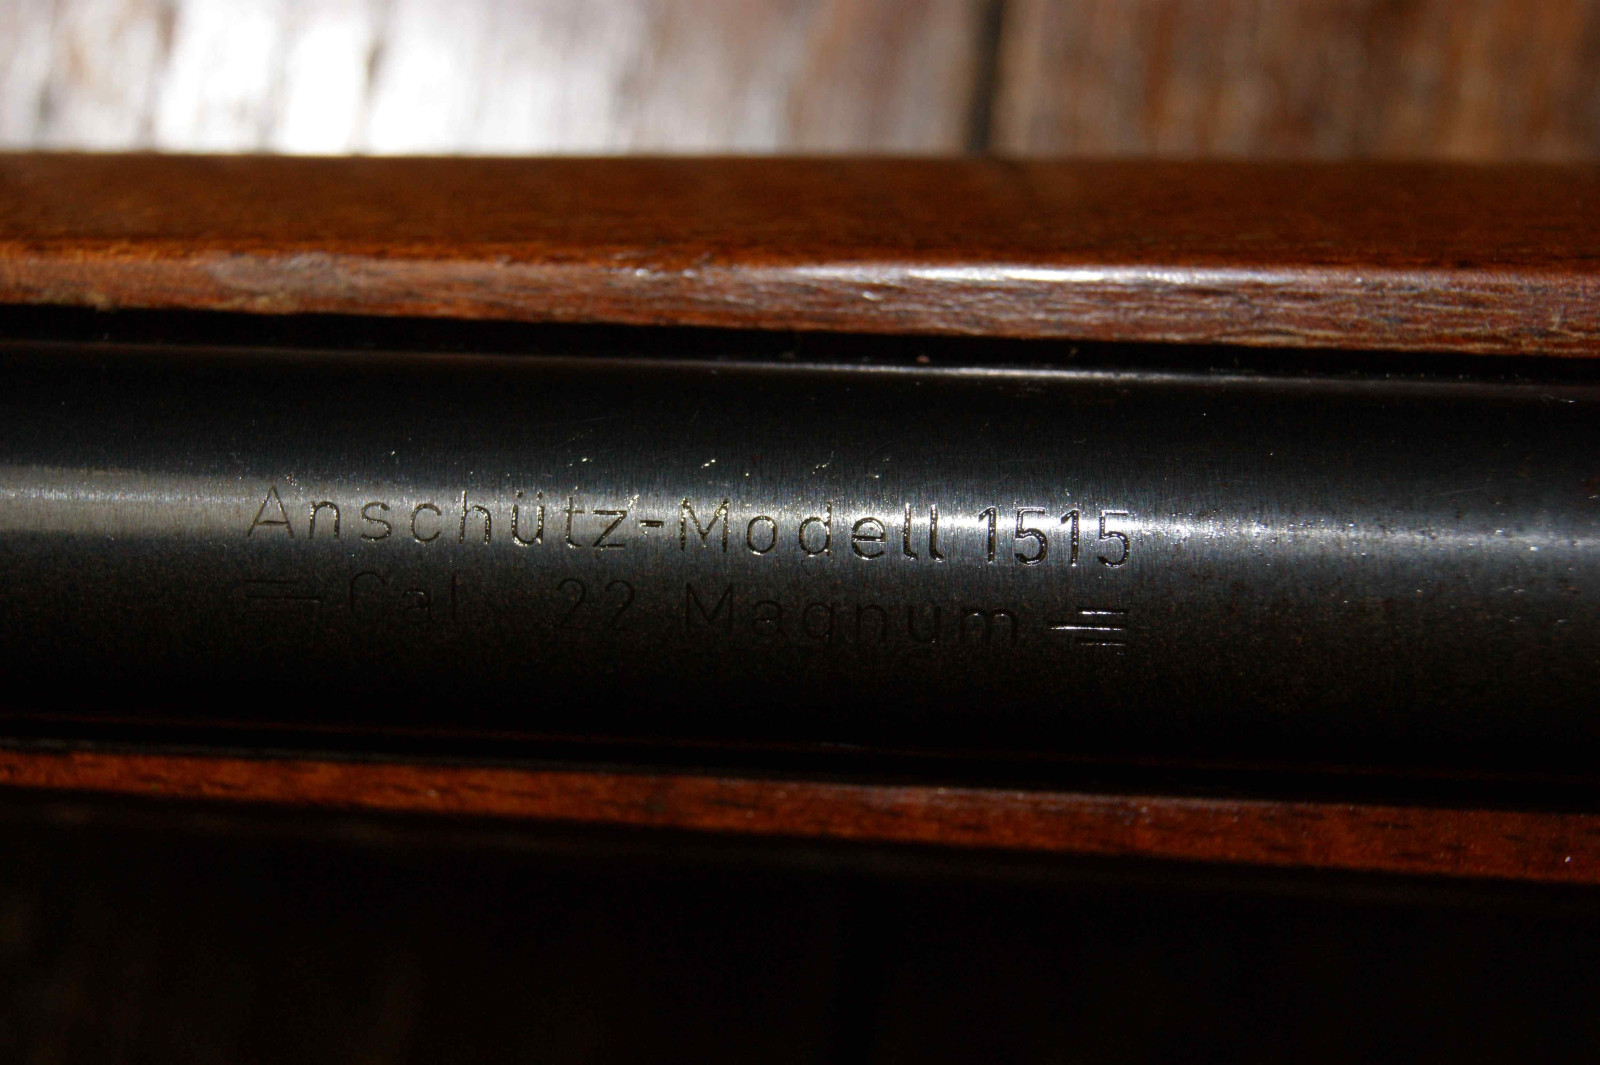 Anschütz-Modell 1515
Cal. .22 Magnum